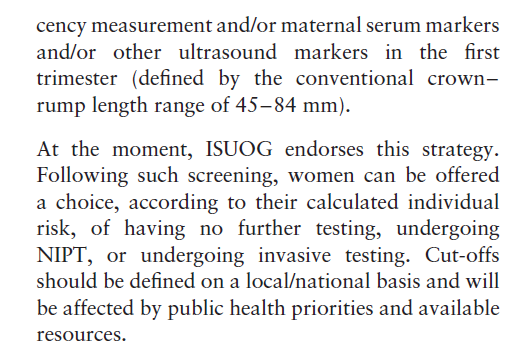 cency measurement and/or maternal serum markers
and/or other ultrasound markers in the first
trimester (defined by the conventional crown–
rump length range of 45–84 mm).
At the moment, ISUOG endorses this strategy.
Following such screening, women can be offered
a choice, according to their calculated individual
risk, of having no further testing, undergoing
NIPT, or undergoing invasive testing. Cut-offs
should be defined on a local/national basis and will
be affected by public health priorities and available
resources.